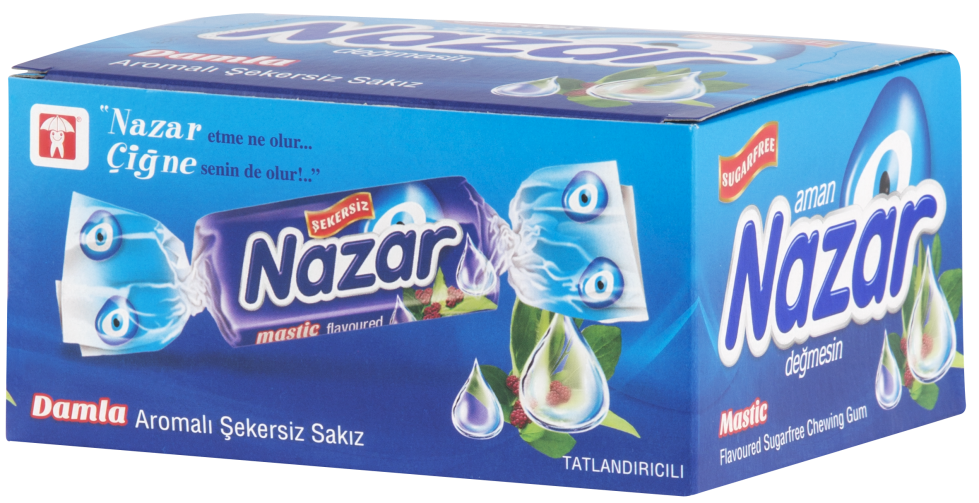 aman
Nazar
değmesin
Damla
Aromalı Şekersiz Sakız
"Nazar etme ne olur...
Çiğne senin de olur!.."
ŞEKERSİZ
Nazar
mastic flavoured
Damla Aromalı Şekersiz Sakız
TATLANDIRICILI
SUGARFREE
aman
Nazar
değmesin
Mastic
Flavoured Sugarfree Chewing Gum